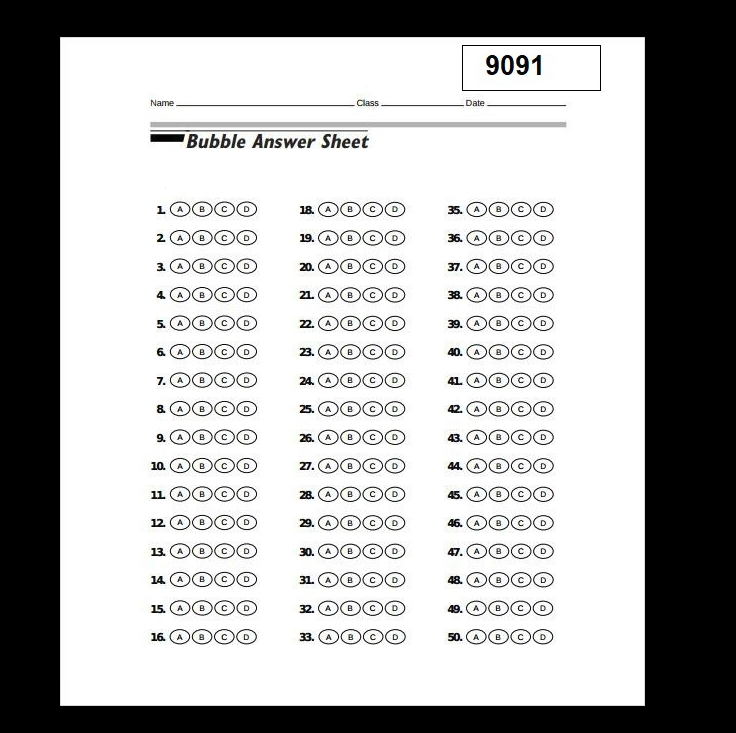 9091
Name Class Date
Bubble Answer Sheet
1. A B C D 18. A B C D 35. A B C D
2. A B C D 19. A B C D 36. A B C D
3. A B C D 20. A B C D 37. A B C D
4. A B C D 21. A B C D 38. A B C D
5. A B C D 22. A B C D 39. A B C D
6. A B C D 23. A B C D 40. A B C D
7. A B C D 24. A B C D 41. A B C D
8. A B C D 25. A B C D 42. A B C D
9. A B C D 26. A B C D 43. A B C D
10. A B C D 27. A B C D 44. A B C D
11. A B C D 28. A B C D 45. A B C D
12. A B C D 29. A B C D 46. A B C D
13. A B C D 30. A B C D 47. A B C D
14. A B C D 31. A B C D 48. A B C D
15. A B C D 32. A B C D 49. A B C D
16. A B C D 33. A B C D 50. A B C D